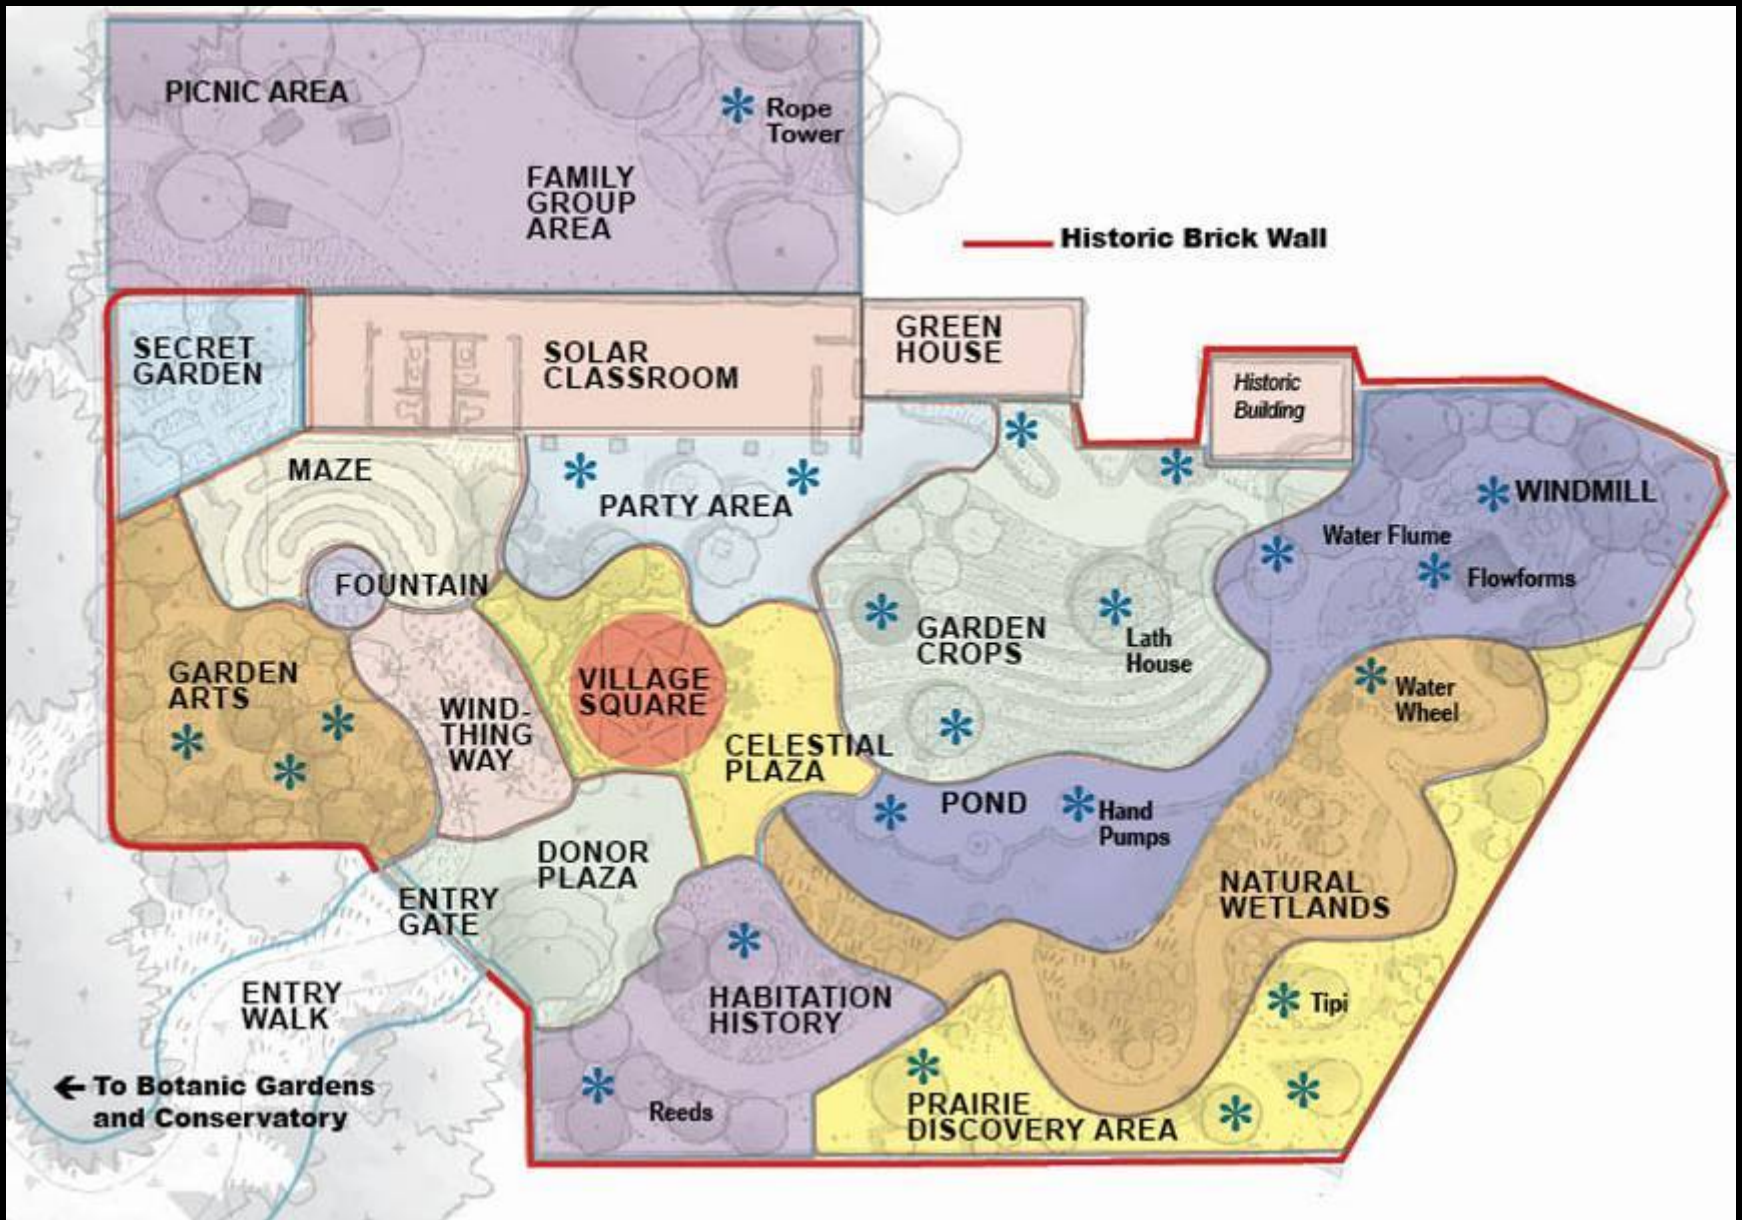 PICNIC AREA
Rope
Tower
FAMILY
GROUP
AREA
Historic Brick Wall
SECRET
GARDEN
SOLAR
CLASSROOM
GREEN
HOUSE
Historic
Building
MAZE
PARTY AREA
WINDMILL
Water Flume
Flowforms
FOUNTAIN
GARDEN
CROPS
Lath
House
GARDEN
ARTS
WIND-
THING
WAY
VILLAGE
SQUARE
CELESTIAL
PLAZA
Water
Wheel
POND
Hand
Pumps
DONOR
PLAZA
NATURAL
WETLANDS
ENTRY
GATE
ENTRY
WALK
HABITATION
HISTORY
Tipi
← To Botanic Gardens
and Conservatory
Reeds
PRAIRIE
DISCOVERY AREA